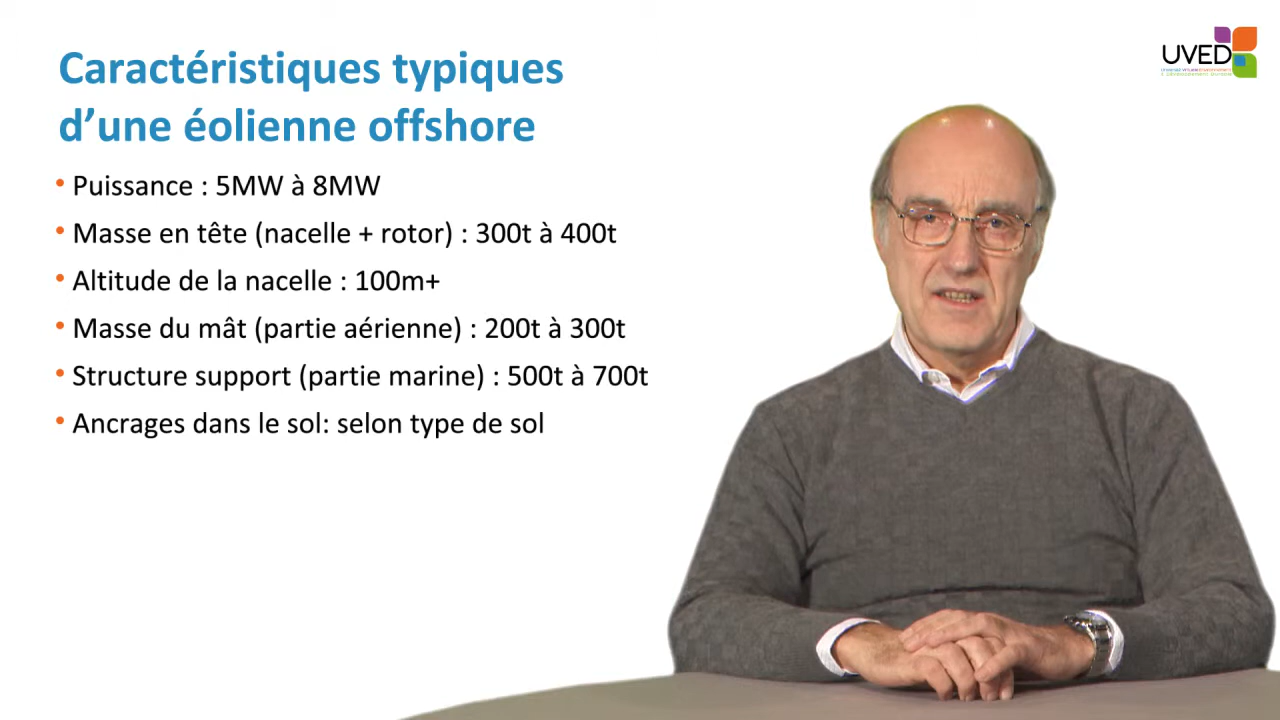 Caractéristiques typiques
d’une éolienne offshore
• Puissance : 5MW à 8MW
• Masse en tête (nacelle + rotor) : 300t à 400t
• Altitude de la nacelle : 100m+
• Masse du mât (partie aérienne) : 200t à 300t
• Structure support (partie marine) : 500t à 700t
• Ancrages dans le sol: selon type de sol
UVED